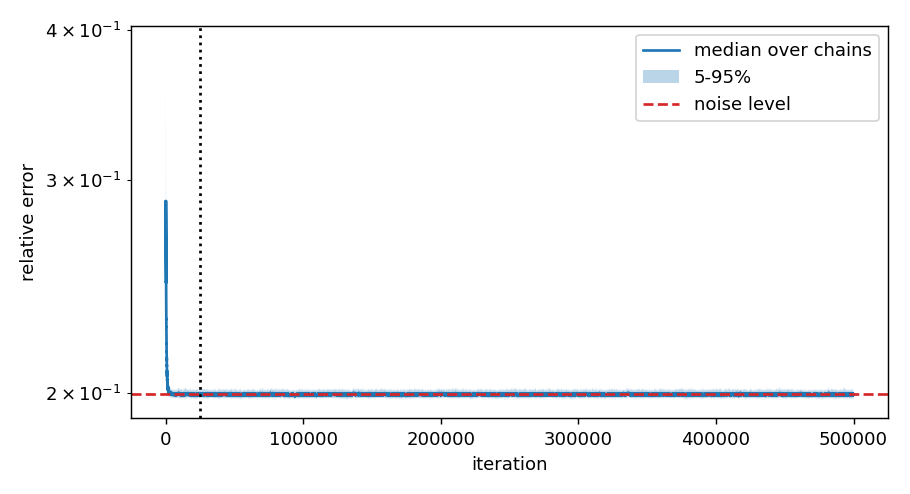 4 × 10⁻¹
3 × 10⁻¹
2 × 10⁻¹
relative error
median over chains
5-95%
noise level
0 100000 200000 300000 400000 500000
iteration